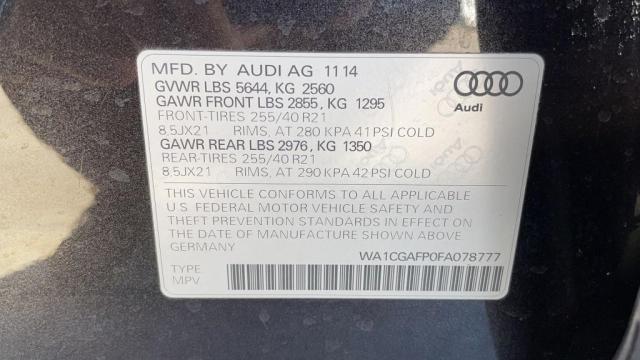 MFD. BY AUDI AG 11 14
GVWR LBS 5644, KG 2560
GAWR FRONT LBS 2855, KG 1295
FRONT-TIRES 255/40 R21
8,5JX21 RIMS, AT 280 KPA 41 PSI COLD
GAWR REAR LBS 2976, KG 1350
REAR-TIRES 255/40 R21
8,5JX21 RIMS, AT 290 KPA 42 PSI COLD
Audi
THIS VEHICLE CONFORMS TO ALL APPLICABLE
U.S. FEDERAL MOTOR VEHICLE SAFETY AND
THEFT PREVENTION STANDARDS IN EFFECT ON
THE DATE OF MANUFACTURE SHOWN ABOVE.
GERMANY
WA1CGAFP0FA078777
TYPE:
M.P.S.V.